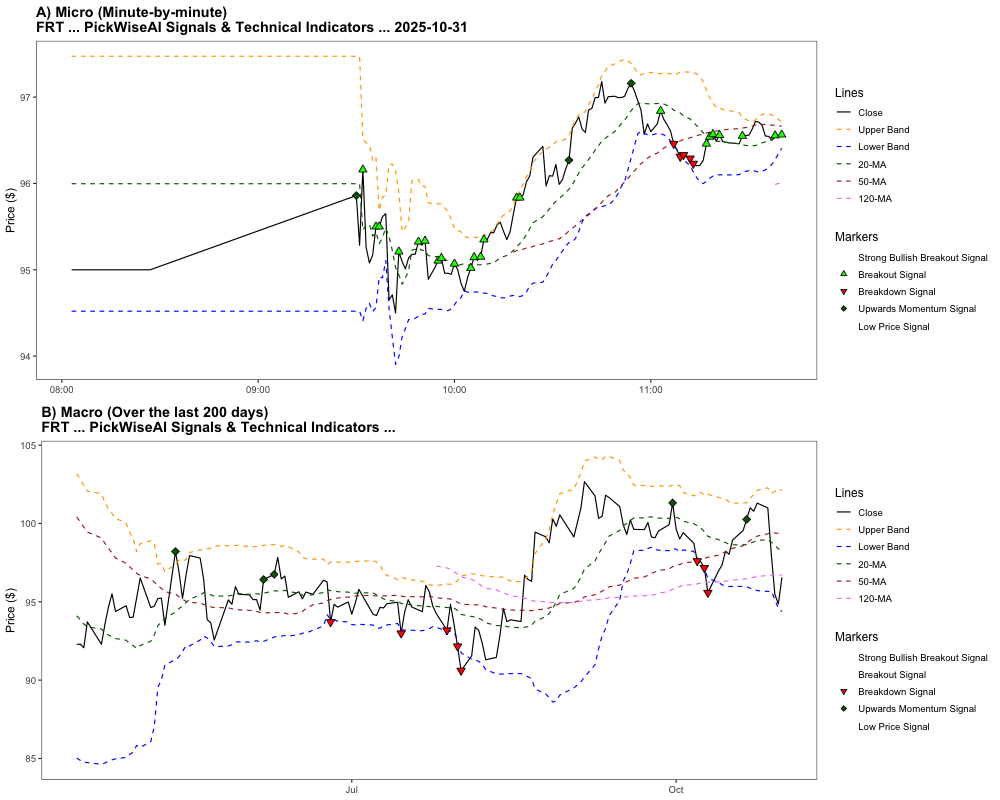 A) Micro (Minute-by-minute)
FRT ... PickWiseAI Signals & Technical Indicators ... 2025-10-31
Price ($)
97
96
95
94
08:00
09:00
10:00
11:00
Lines
Close
Upper Band
Lower Band
20-MA
50-MA
120-MA
Markers
Strong Bullish Breakout Signal
Breakout Signal
Breakdown Signal
Upwards Momentum Signal
Low Price Signal
B) Macro (Over the last 200 days)
FRT ... PickWiseAI Signals & Technical Indicators ...
Price ($)
105
100
95
90
85
Jul
Oct
Lines
Close
Upper Band
Lower Band
20-MA
50-MA
120-MA
Markers
Strong Bullish Breakout Signal
Breakout Signal
Breakdown Signal
Upwards Momentum Signal
Low Price Signal